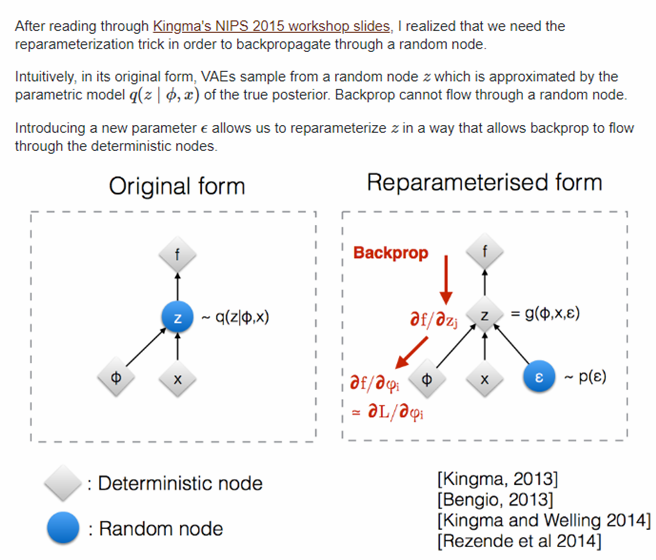 After reading through Kingma's NIPS 2015 workshop slides, I realized that we need the
reparameterization trick in order to backpropagate through a random node.
Intuitively, in its original form, VAEs sample from a random node z which is approximated by the
parametric model q(z | ϕ, x) of the true posterior. Backprop cannot flow through a random node.
Introducing a new parameter ϵ allows us to reparameterize z in a way that allows backprop to flow
through the deterministic nodes.
Original form
f
z ~ q(z|φ,x)
φ x
Reparameterised form
Backprop f
∂f/∂zj z = g(φ,x,ε)
∂f/∂φi φ x ε ~ p(ε)
≃ ∂L/∂φi
: Deterministic node
: Random node
[Kingma, 2013]
[Bengio, 2013]
[Kingma and Welling 2014]
[Rezende et al 2014]